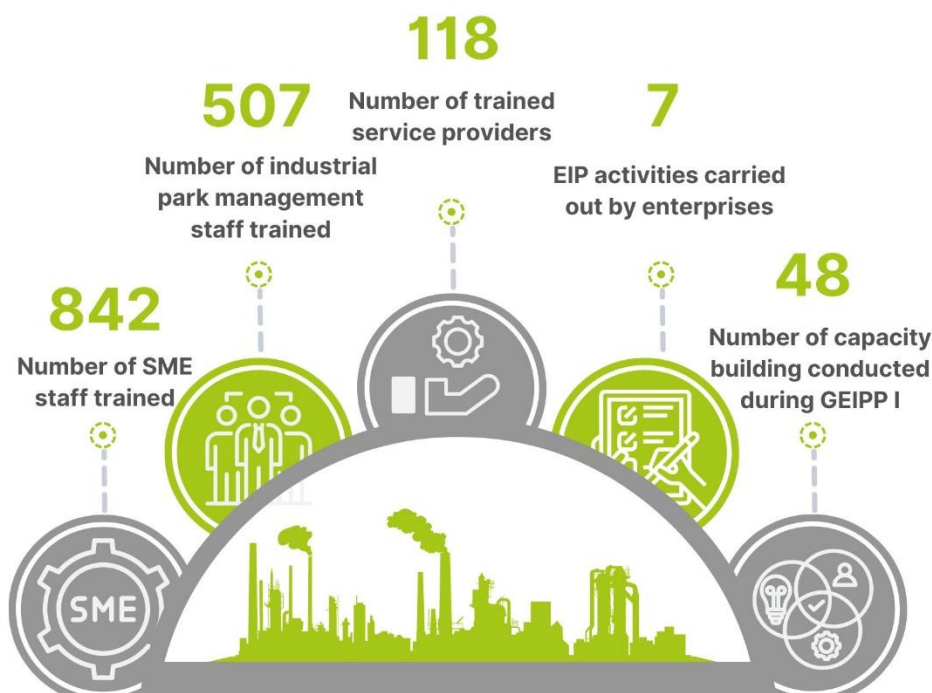 118
Number of trained
service providers
507
Number of industrial
park management
staff trained
7
EIP activities carried
out by enterprises
842
Number of SME
staff trained
48
Number of capacity
building conducted
during GEIPP I
SME